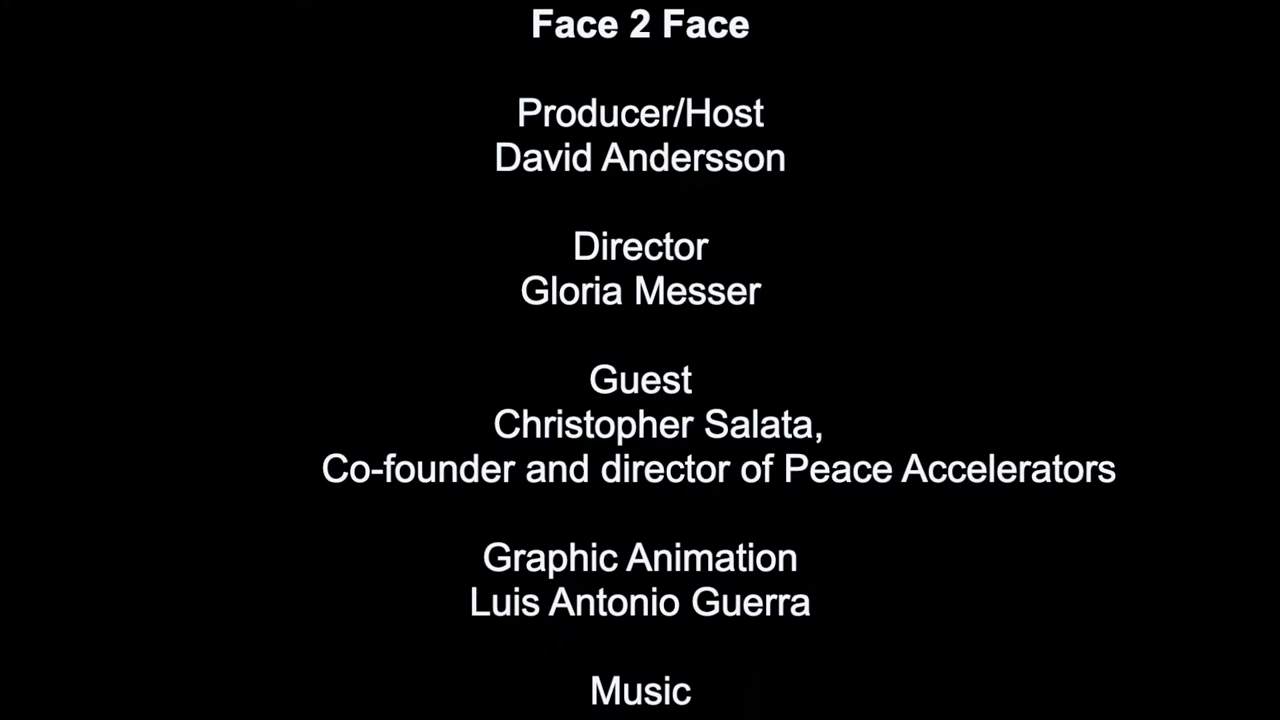 Face 2 Face
Producer/Host
David Andersson
Director
Gloria Messer
Guest
Christopher Salata,
Co-founder and director of Peace Accelerators
Graphic Animation
Luis Antonio Guerra
Music